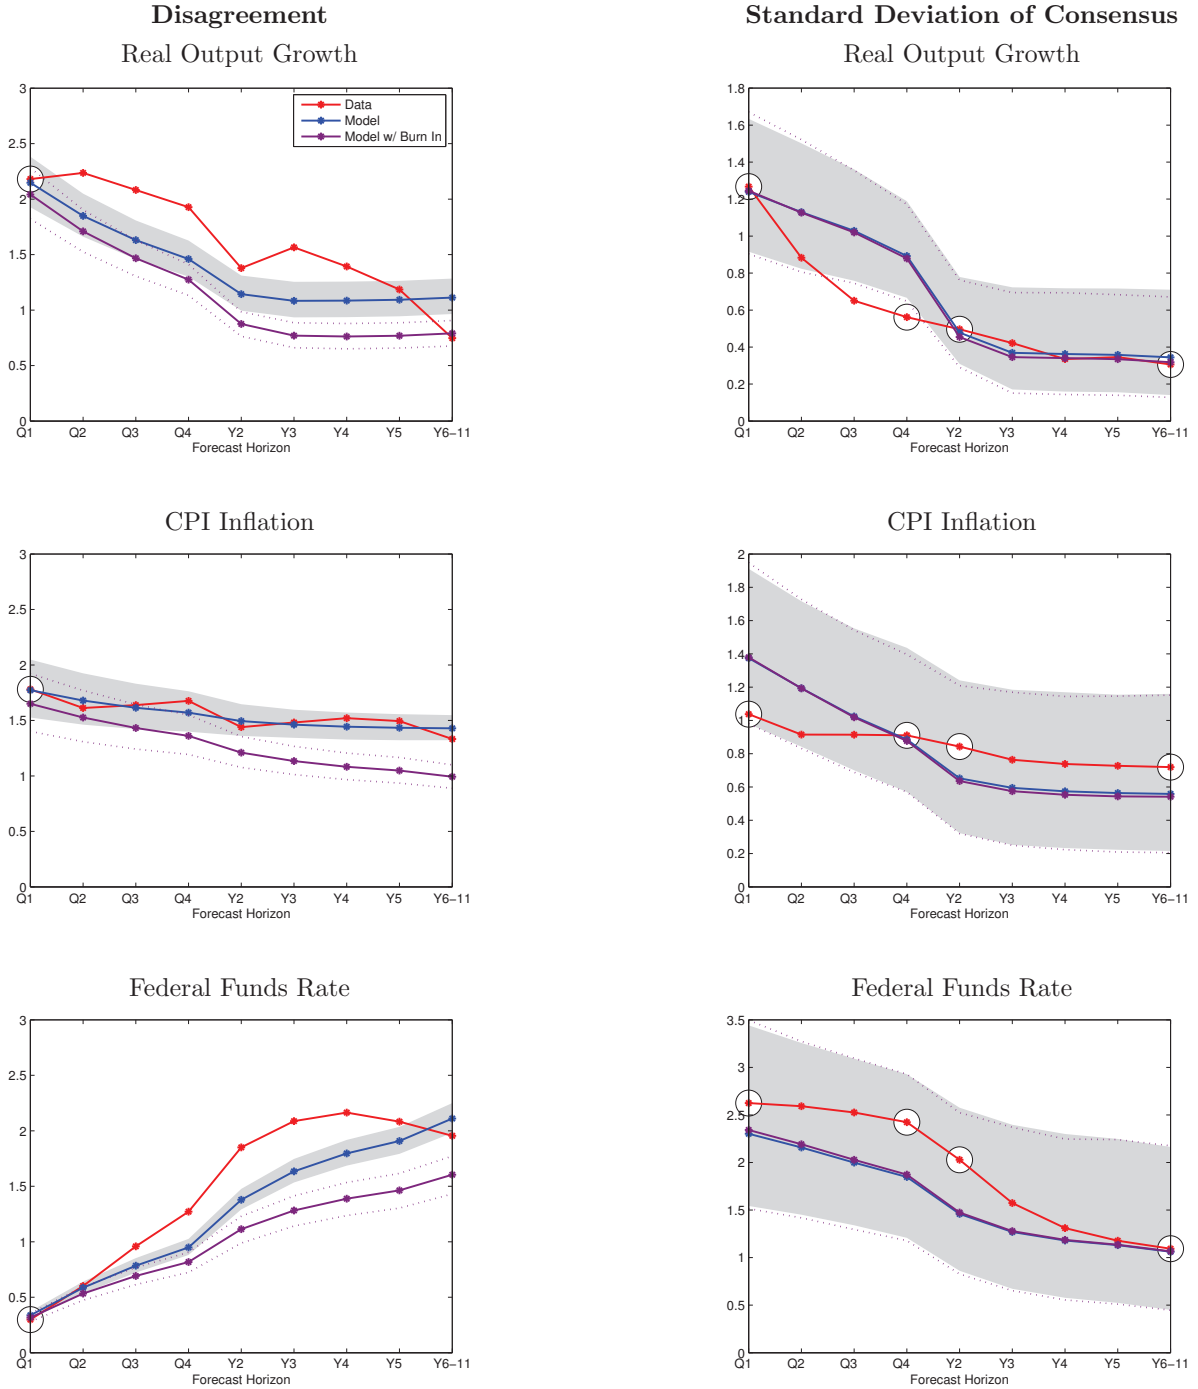 Disagreement
Real Output Growth
3
2.5
2
1.5
1
0.5
0
Data
Model
Model w/ Burn In
Q1 Q2 Q3 Q4 Y2 Y3 Y4 Y5 Y6−11
Forecast Horizon
Standard Deviation of Consensus
Real Output Growth
1.8
1.6
1.4
1.2
1
0.8
0.6
0.4
0.2
0
Q1 Q2 Q3 Q4 Y2 Y3 Y4 Y5 Y6−11
Forecast Horizon
CPI Inflation
3
2.5
2
1.5
1
0.5
0
Q1 Q2 Q3 Q4 Y2 Y3 Y4 Y5 Y6−11
Forecast Horizon
CPI Inflation
2
1.8
1.6
1.4
1.2
1
0.8
0.6
0.4
0.2
0
Q1 Q2 Q3 Q4 Y2 Y3 Y4 Y5 Y6−11
Forecast Horizon
Federal Funds Rate
3
2.5
2
1.5
1
0.5
0
Q1 Q2 Q3 Q4 Y2 Y3 Y4 Y5 Y6−11
Forecast Horizon
Federal Funds Rate
3.5
3
2.5
2
1.5
1
0.5
0
Q1 Q2 Q3 Q4 Y2 Y3 Y4 Y5 Y6−11
Forecast Horizon